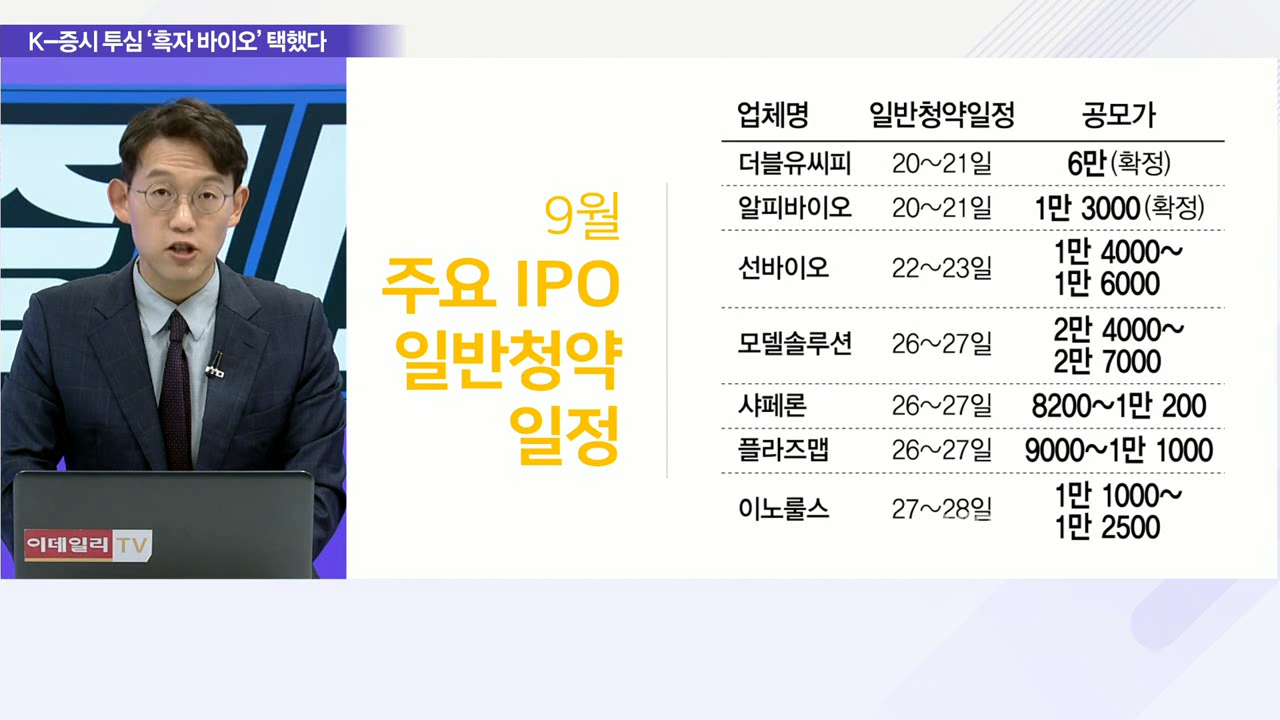 K-증시 투심 ‘흑자 바이오’ 택했다
9월
주요 IPO
일반청약
일정
업체명 일반청약일정 공모가
더블유씨피 20~21일 6만(확정)
알피바이오 20~21일 1만 3000(확정)
선바이오 22~23일 1만 4000~
1만 6000
모델솔루션 26~27일 2만 4000~
2만 7000
샤페론 26~27일 8200~1만 200
플라즈맵 26~27일 9000~1만 1000
이노룰스 27~28일 1만 1000~
1만 2500
이데일리 TV